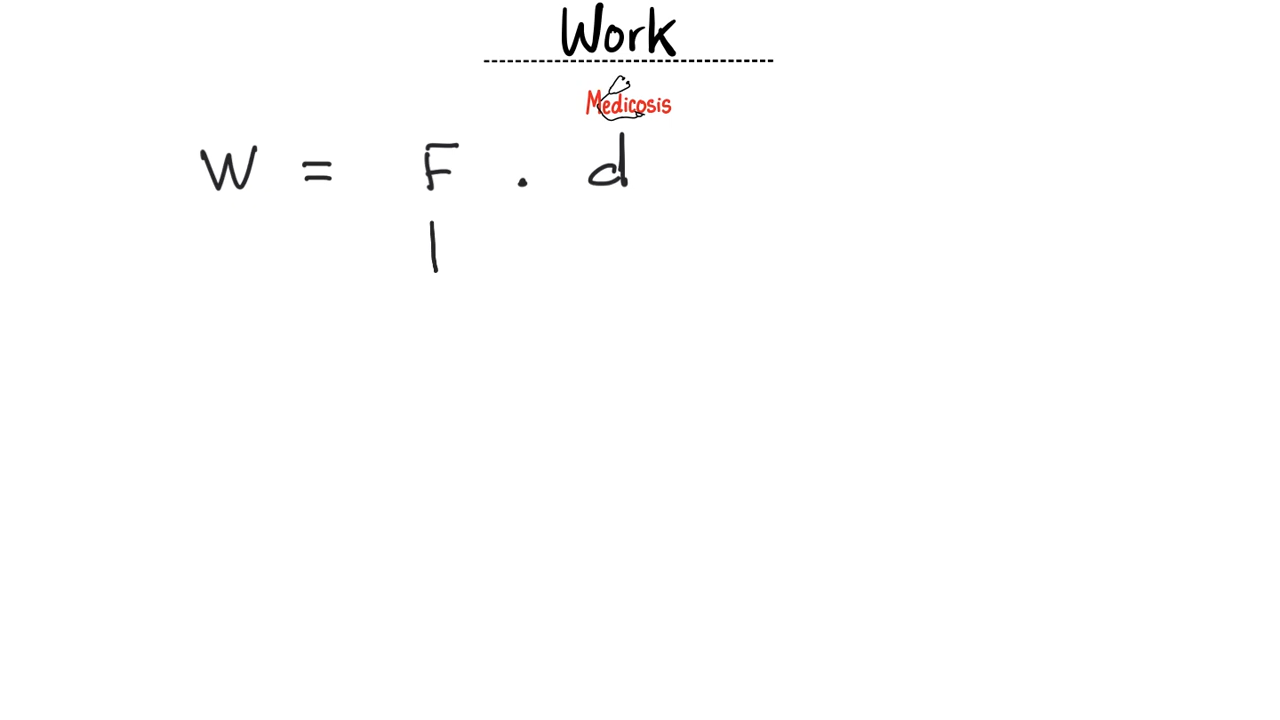 Work
Medicosis
W = F . d
|